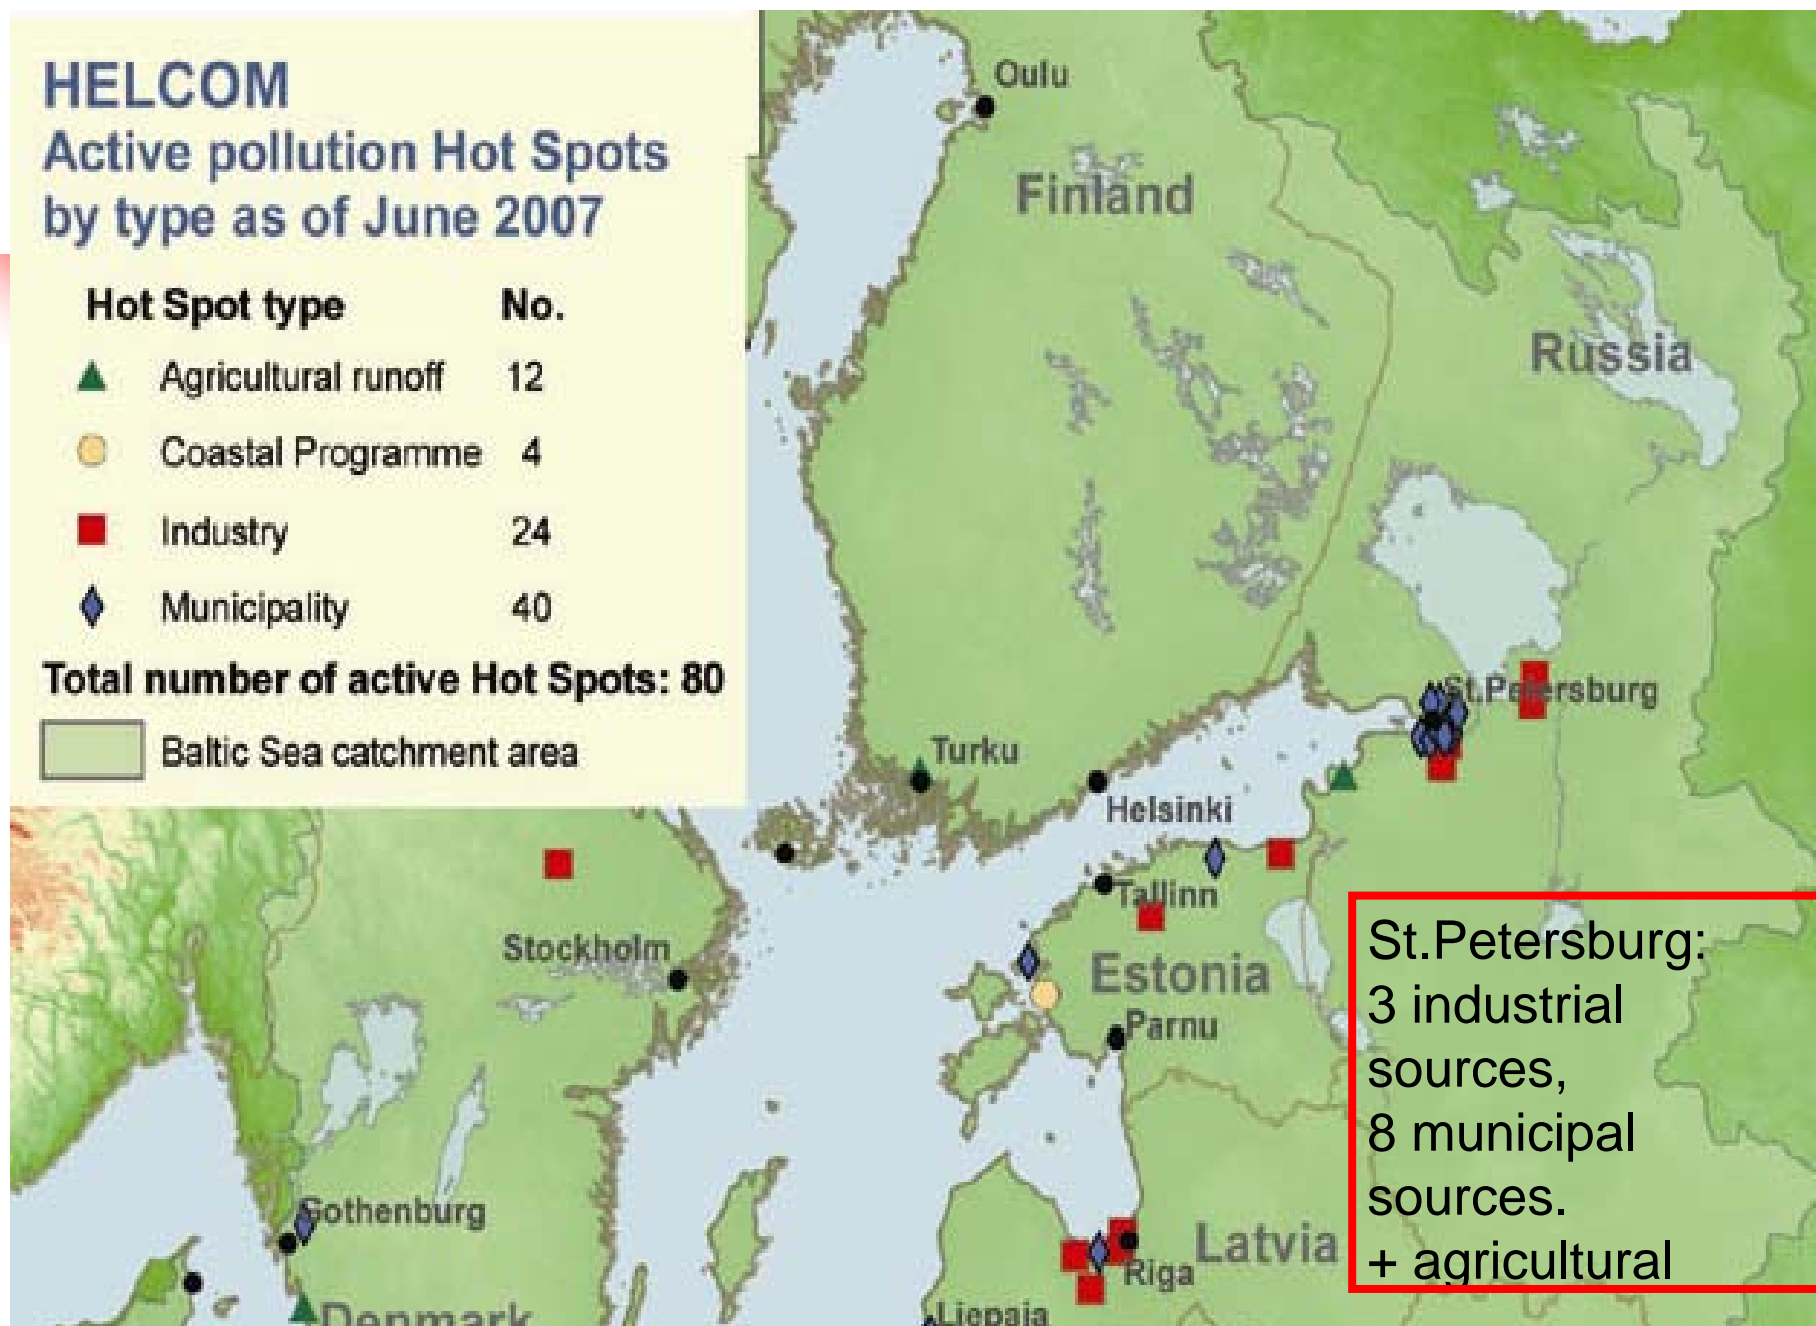 HELCOM
Active pollution Hot Spots
by type as of June 2007
Hot Spot type No.
Agricultural runoff 12
Coastal Programme 4
Industry 24
Municipality 40
Total number of active Hot Spots: 80
Baltic Sea catchment area
Oulu
Finland
Russia
St.Petersburg
Turku
Helsinki
Tallinn
Stockholm
Estonia
Parnu
Gothenburg
Latvia
Riga
Denmark
Liepaja
St.Petersburg:
3 industrial
sources,
8 municipal
sources.
+ agricultural